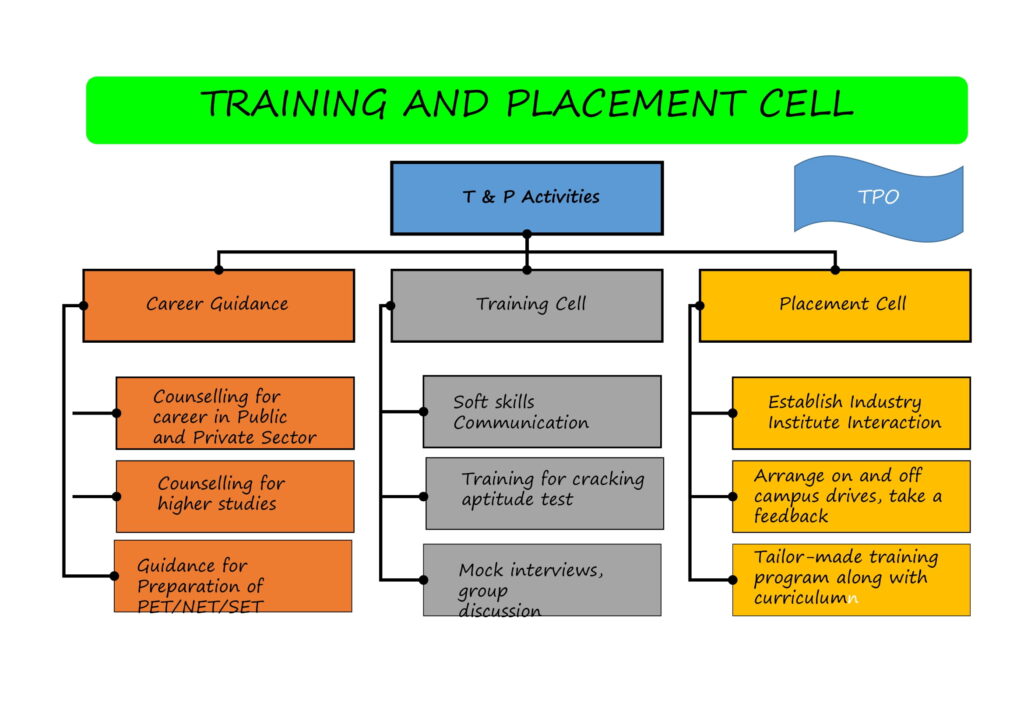 TRAINING AND PLACEMENT CELL
T & P Activities
TPO
Career Guidance
Training Cell
Placement Cell
Counselling for
career in Public
and Private Sector
Counselling for
higher studies
Guidance for
Preparation of
PET/NET/SET
Soft skills
Communication
Training for cracking
aptitude test
Mock interviews,
group
discussion
Establish Industry
Institute Interaction
Arrange on and off
campus drives, take a
feedback
Tailor-made training
program along with
curriculumn